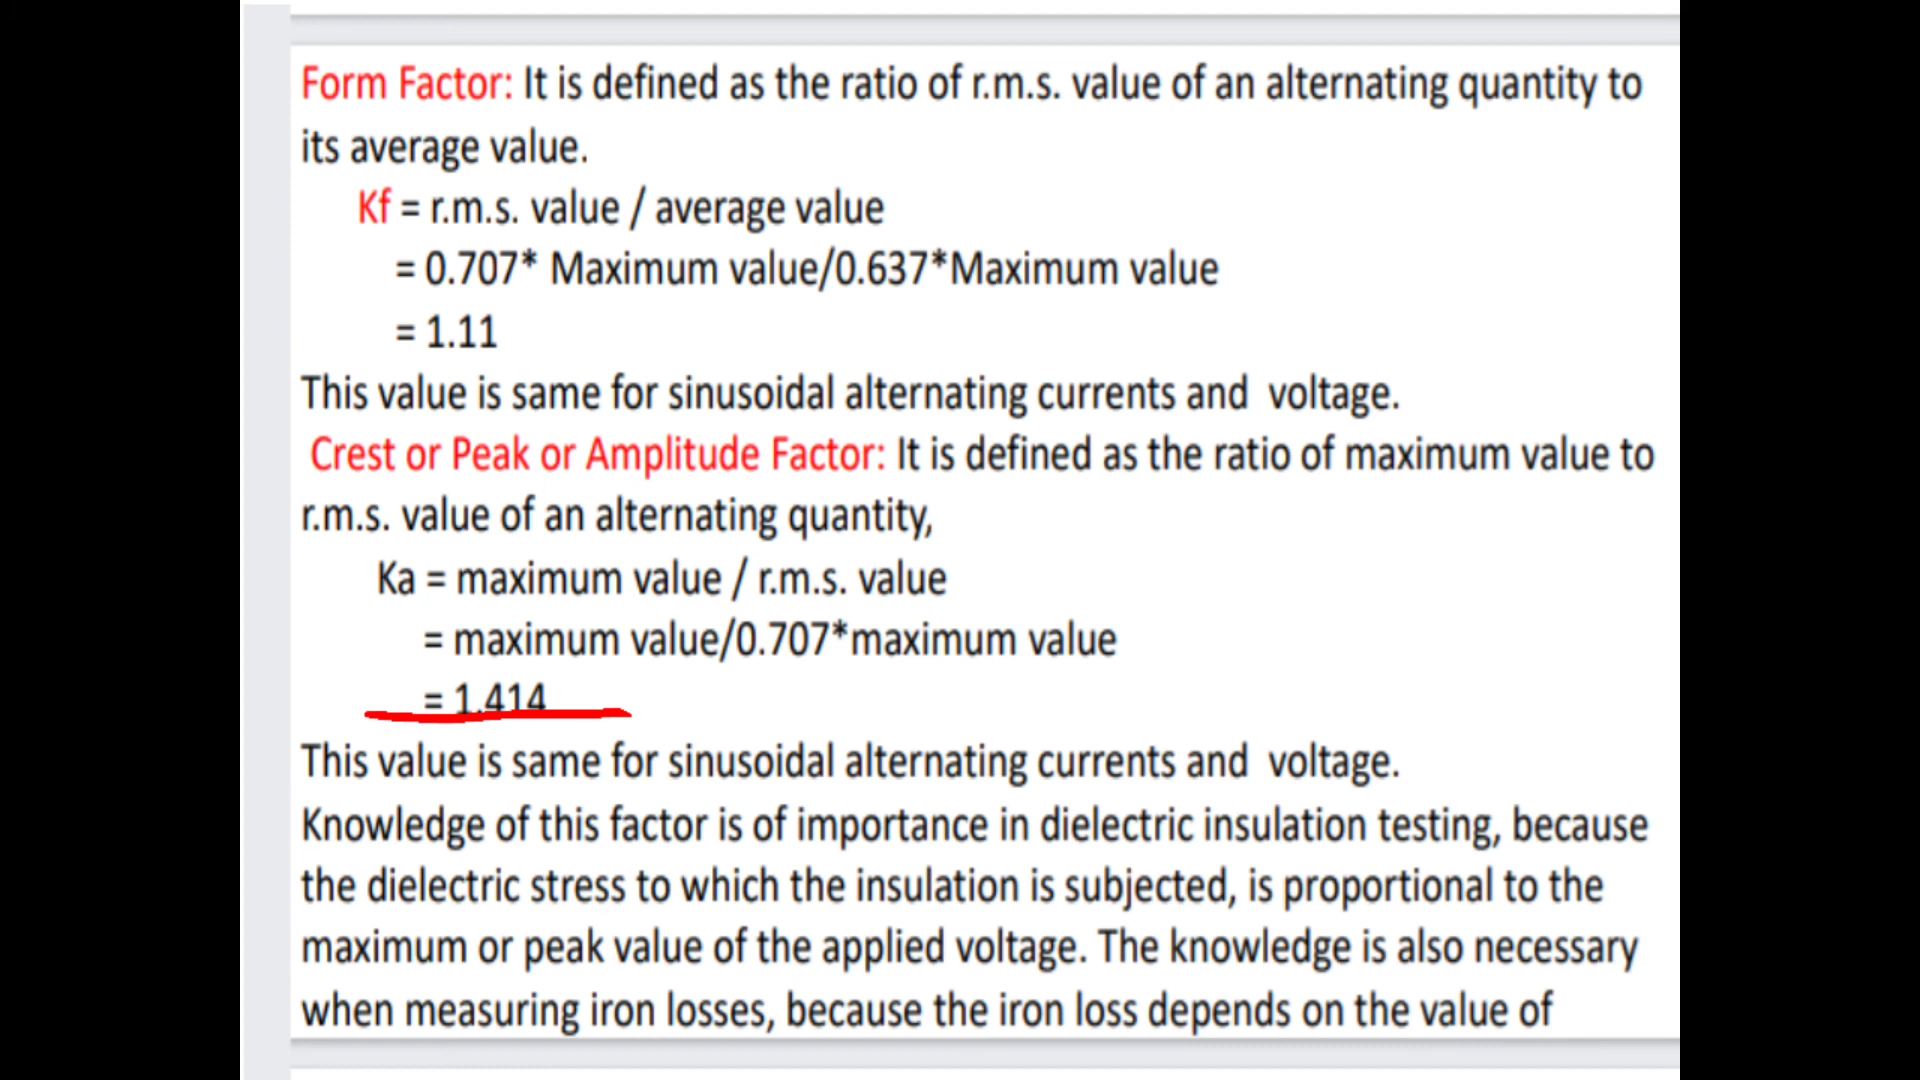 Form Factor: It is defined as the ratio of r.m.s. value of an alternating quantity to
its average value.
Kf = r.m.s. value / average value
= 0.707* Maximum value/0.637*Maximum value
= 1.11
This value is same for sinusoidal alternating currents and voltage.
Crest or Peak or Amplitude Factor: It is defined as the ratio of maximum value to
r.m.s. value of an alternating quantity,
Ka = maximum value / r.m.s. value
= maximum value/0.707*maximum value
= 1.414
This value is same for sinusoidal alternating currents and voltage.
Knowledge of this factor is of importance in dielectric insulation testing, because
the dielectric stress to which the insulation is subjected, is proportional to the
maximum or peak value of the applied voltage. The knowledge is also necessary
when measuring iron losses, because the iron loss depends on the value of